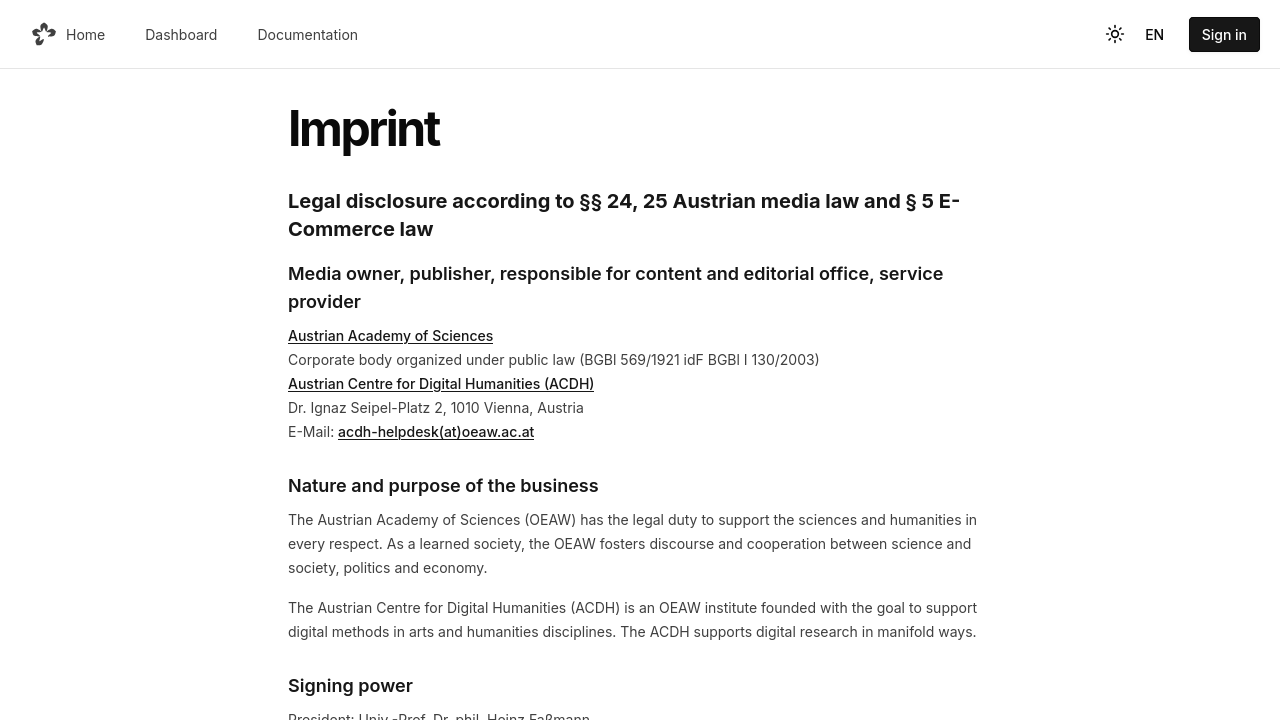 Home
Dashboard
Documentation
EN
Sign in
Imprint
Legal disclosure according to §§ 24, 25 Austrian media law and § 5 E-
Commerce law
Media owner, publisher, responsible for content and editorial office, service
provider
Austrian Academy of Sciences
Corporate body organized under public law (BGBl 569/1921 idF BGBl I 130/2003)
Austrian Centre for Digital Humanities (ACDH)
Dr. Ignaz Seipel-Platz 2, 1010 Vienna, Austria
E-Mail: acdh-helpdesk(at)oeaw.ac.at
Nature and purpose of the business
The Austrian Academy of Sciences (OEAW) has the legal duty to support the sciences and humanities in
every respect. As a learned society, the OEAW fosters discourse and cooperation between science and
society, politics and economy.
The Austrian Centre for Digital Humanities (ACDH) is an OEAW institute founded with the goal to support
digital methods in arts and humanities disciplines. The ACDH supports digital research in manifold ways.
Signing power
President: Univ.-Prof. Dr. phil. Heinz Faßmann